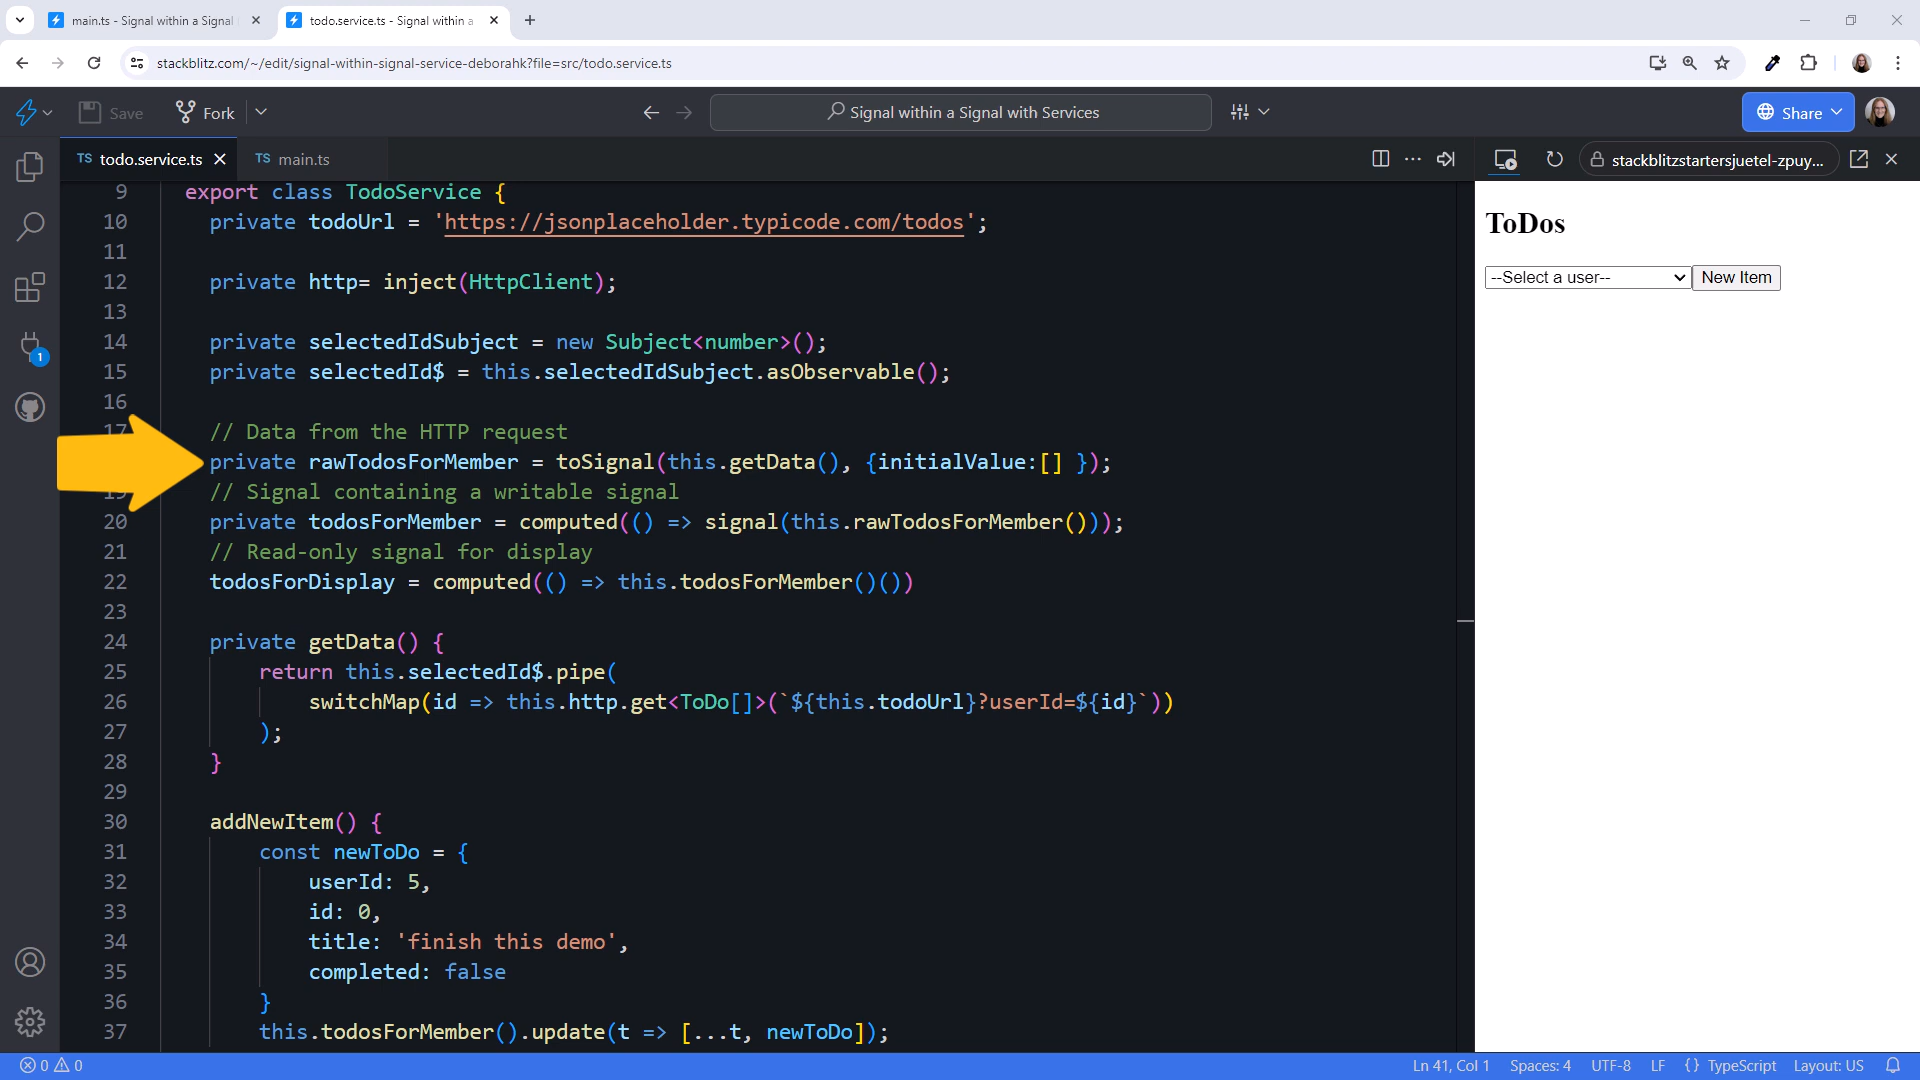 main.ts - Signal within a Signal
todo.service.ts - Signal within a
stackblitz.com/~/edit/signal-within-signal-service-deborahk?file=src/todo.service.ts
Save
Fork
Signal within a Signal with Services
Share
TS todo.service.ts
TS main.ts
stackblitzstartersjuetel-zpuy...
9 export class TodoService {
10 private todoUrl = 'https://jsonplaceholder.typicode.com/todos';
11
12 private http= inject(HttpClient);
13
14 private selectedIdSubject = new Subject<number>();
15 private selectedId$ = this.selectedIdSubject.asObservable();
16
17 // Data from the HTTP request
private rawTodosForMember = toSignal(this.getData(), {initialValue:[] });
19 // Signal containing a writable signal
20 private todosForMember = computed(() => signal(this.rawTodosForMember()));
21 // Read-only signal for display
22 todosForDisplay = computed(() => this.todosForMember()())
23
24 private getData() {
25 return this.selectedId$.pipe(
26 switchMap(id => this.http.get<ToDo[]>(`${this.todoUrl}?userId=${id}`))
27 );
28 }
29
30 addNewItem() {
31 const newToDo = {
32 userId: 5,
33 id: 0,
34 title: 'finish this demo',
35 completed: false
36 }
37 this.todosForMember().update(t => [...t, newToDo]);
1
ToDos
--Select a user--
New Item
0 0
Ln 41, Col 1
Spaces: 4
UTF-8
LF
{} TypeScript
Layout: US